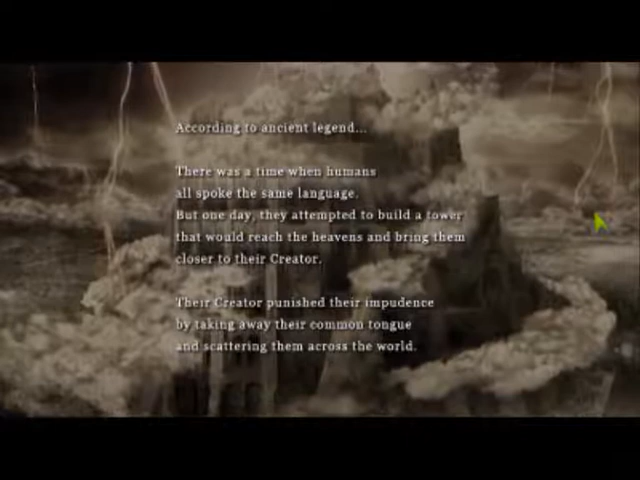 According to ancient legend...
There was a time when humans
all spoke the same language.
But one day, they attempted to build a tower
that would reach the heavens and bring them
closer to their Creator.
Their Creator punished their impudence
by taking away their common tongue
and scattering them across the world.